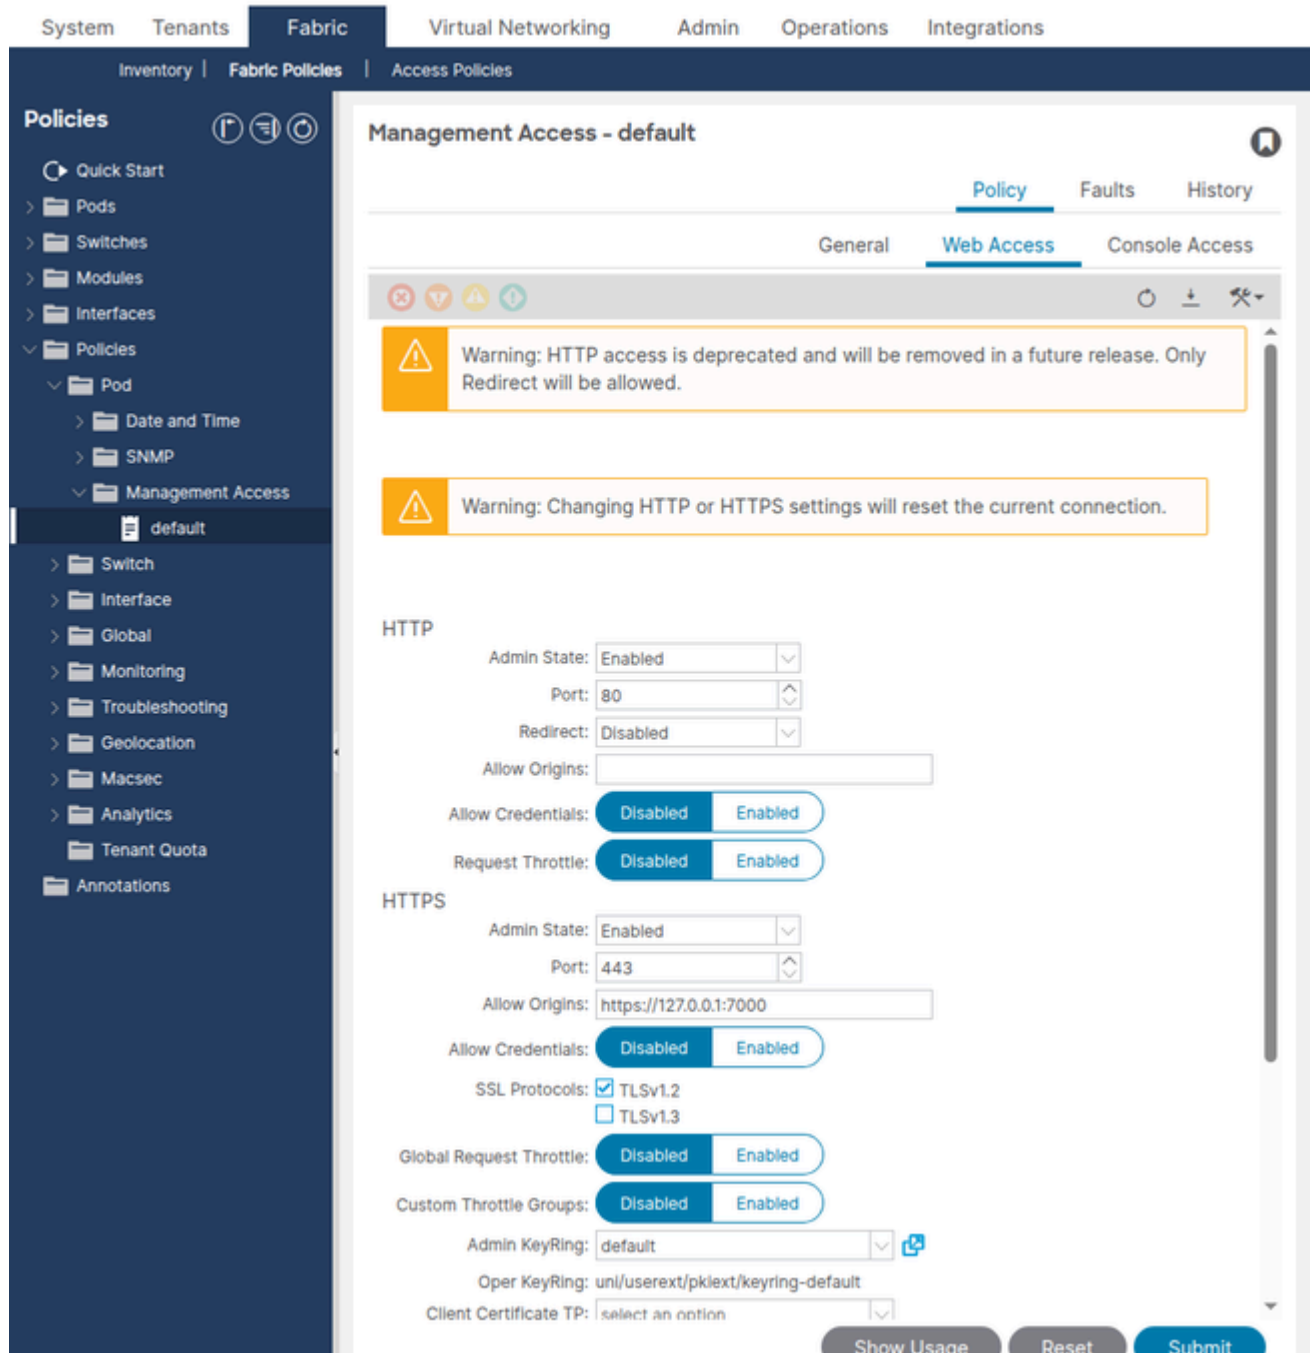 System Tenants Fabric Virtual Networking Admin Operations Integrations
Inventory | Fabric Policies | Access Policies
Policies
Quick Start
Pods
Switches
Modules
Interfaces
Policies
Pod
Date and Time
SNMP
Management Access
default
Switch
Interface
Global
Monitoring
Troubleshooting
Geolocation
Macsec
Analytics
Tenant Quota
Annotations
Management Access - default
Policy Faults History
General Web Access Console Access
Warning: HTTP access is deprecated and will be removed in a future release. Only
Redirect will be allowed.
Warning: Changing HTTP or HTTPS settings will reset the current connection.
HTTP
Admin State: Enabled
Port: 80
Redirect: Disabled
Allow Origins:
Allow Credentials: Disabled Enabled
Request Throttle: Disabled Enabled
HTTPS
Admin State: Enabled
Port: 443
Allow Origins: https://127.0.0.1:7000
Allow Credentials: Disabled Enabled
SSL Protocols: TLSv1.2
TLSv1.3
Global Request Throttle: Disabled Enabled
Custom Throttle Groups: Disabled Enabled
Admin KeyRing: default
Oper KeyRing: uni/userext/pkiext/keyring-default
Client Certificate TP: select an option
Show Usage Reset Submit